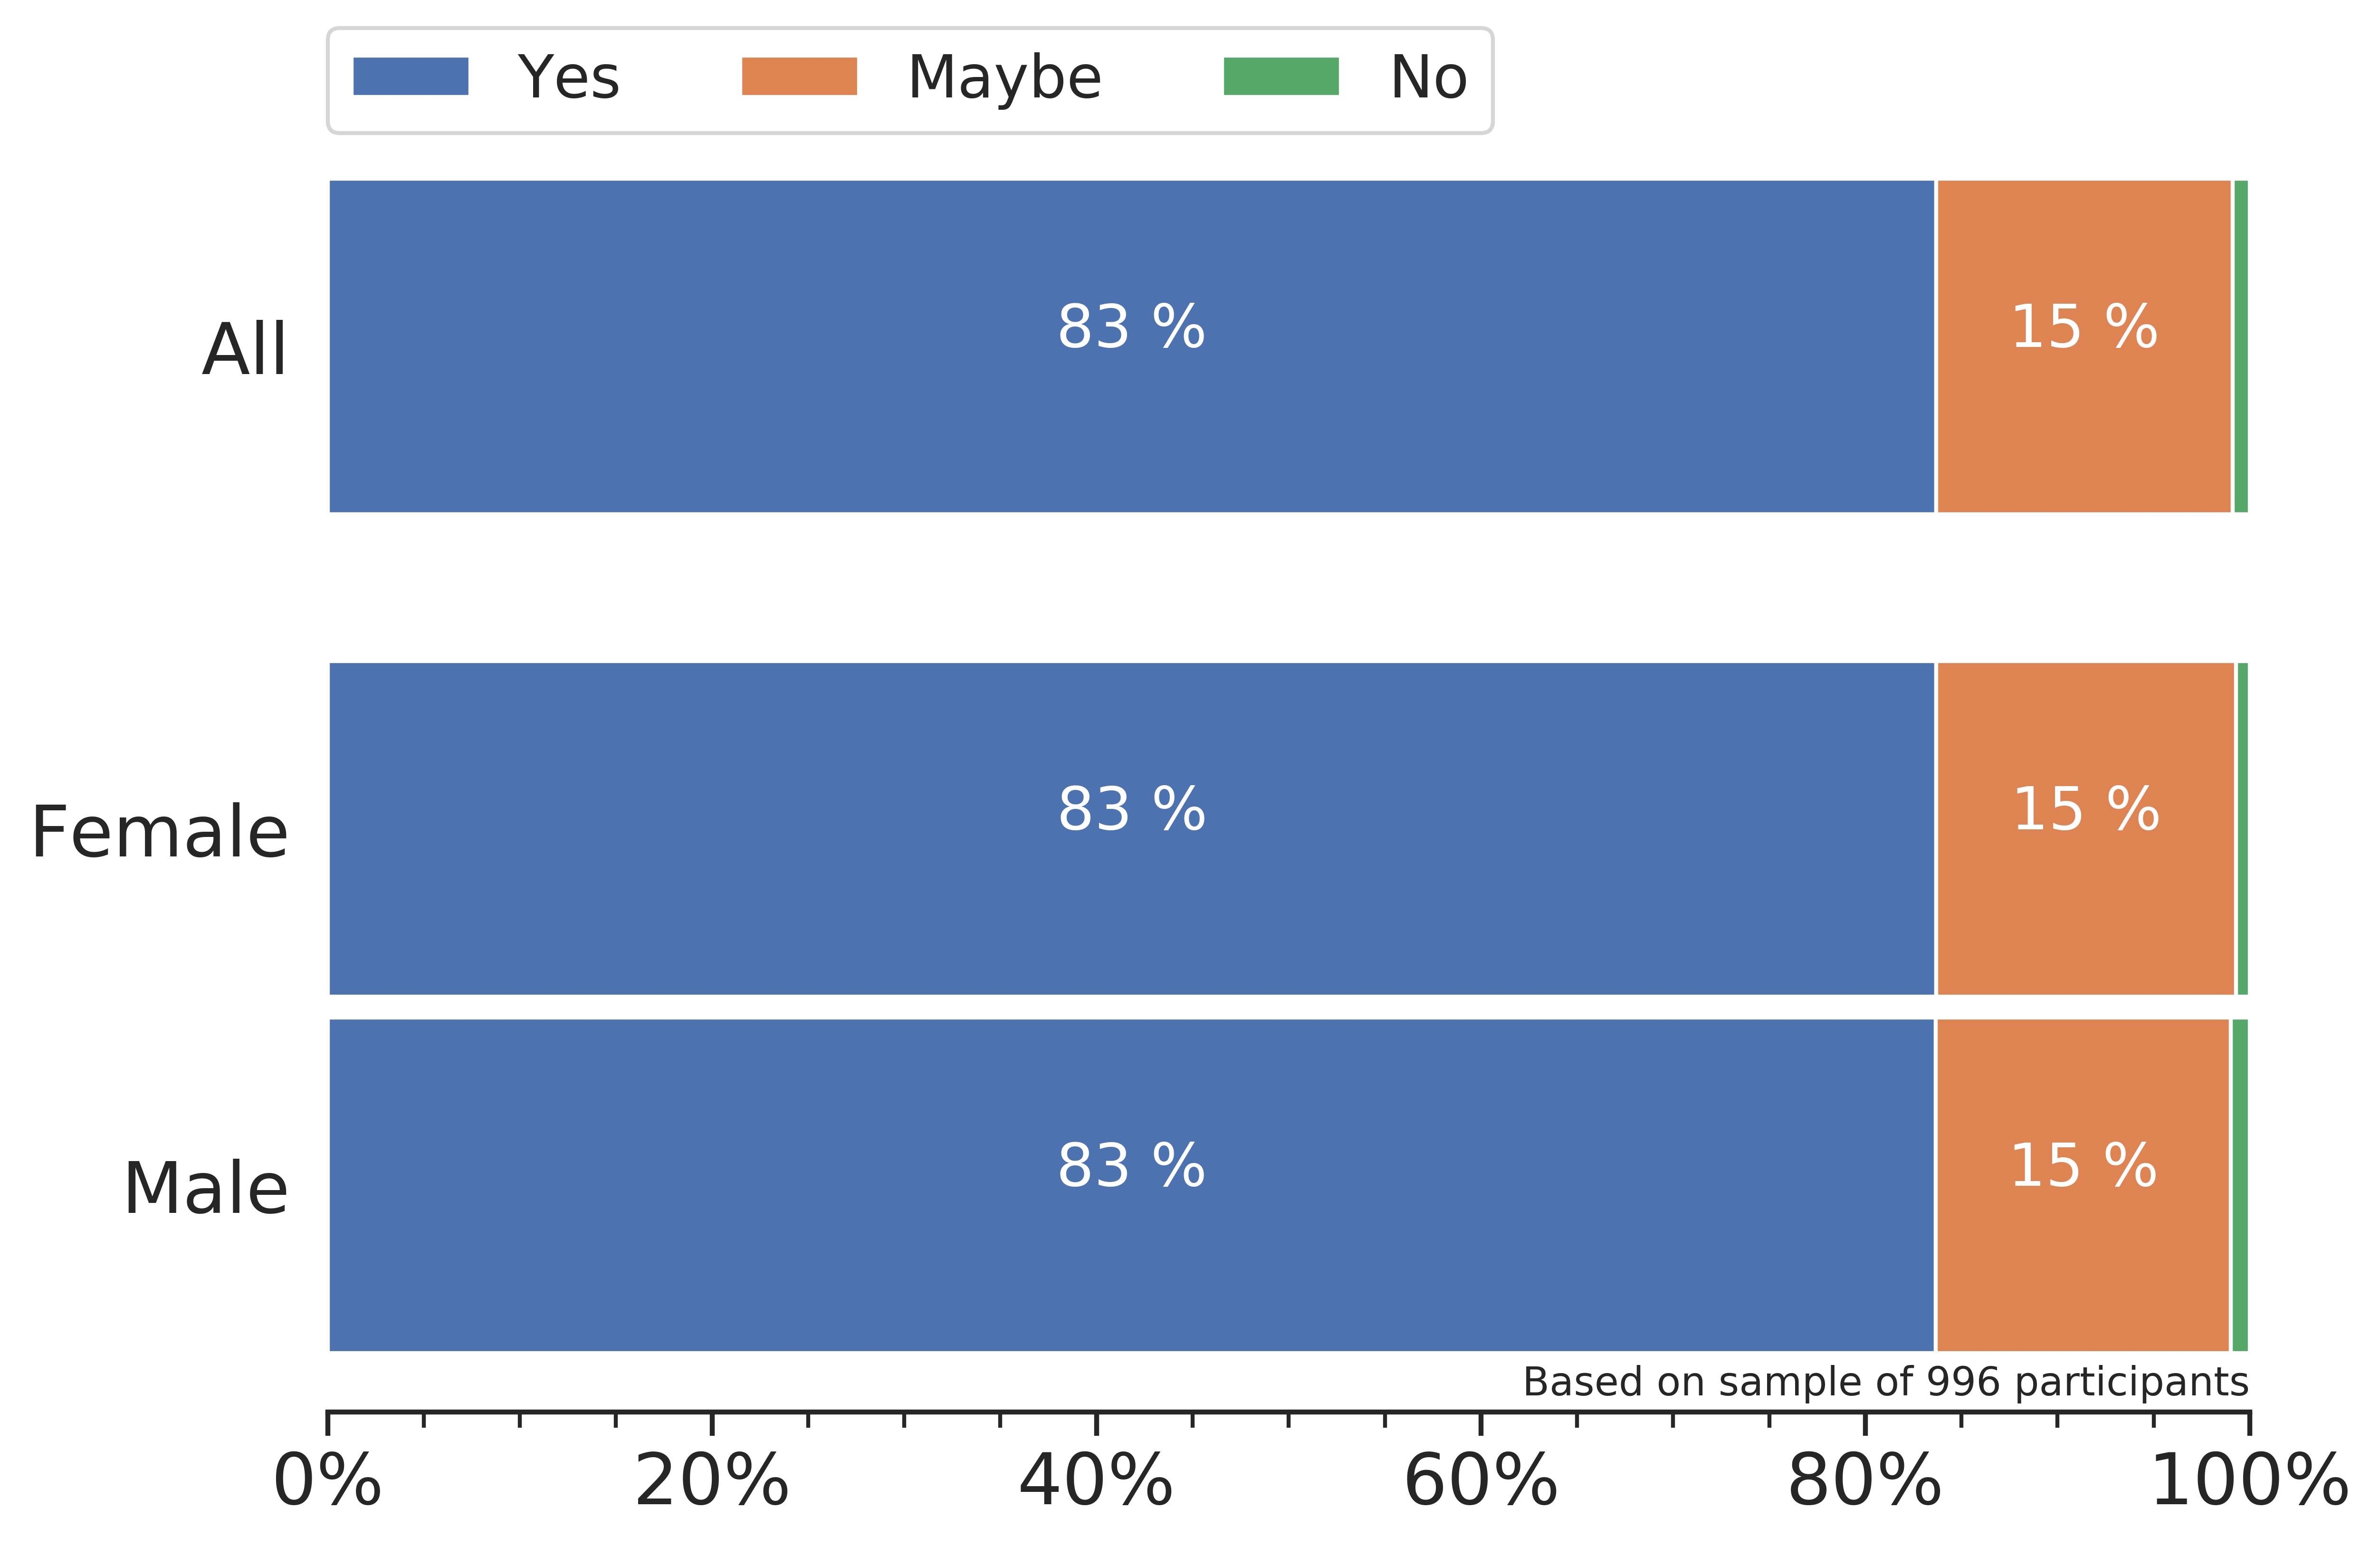 Yes Maybe No
All 83 % 15 %
Female 83 % 15 %
Male 83 % 15 %
Based on sample of 996 participants
0% 20% 40% 60% 80% 100%